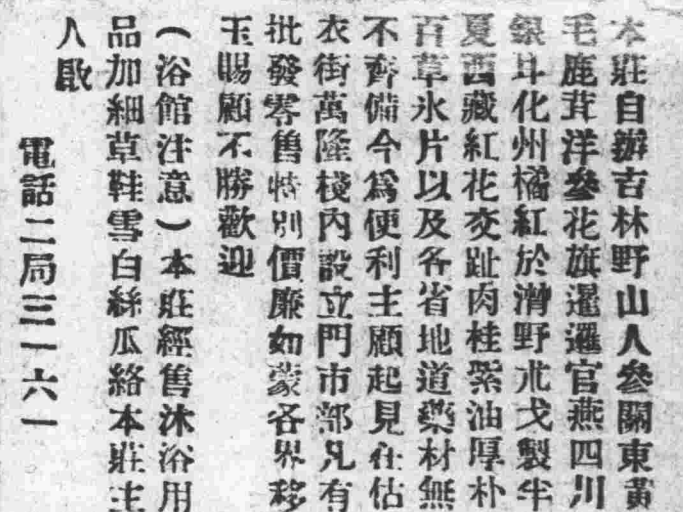 本莊自辦吉林野山人參關東黃
毛鹿茸洋參花旗暹邏官燕四川
銀耳化州橘紅於潛野朮戈製半
夏西藏紅花交趾肉桂紫油厚朴
百草氷片以及各省地道藥材無
不齊備今爲便利主顧起見在估
衣街萬隆棧內設立門市部凡有
批發零售特別價廉如蒙各界移
玉賜顧不勝歡迎
(浴館注意)本莊經售沐浴用
品加細草鞋雪白絲瓜絡本莊主
人啟
電話二局三一六一